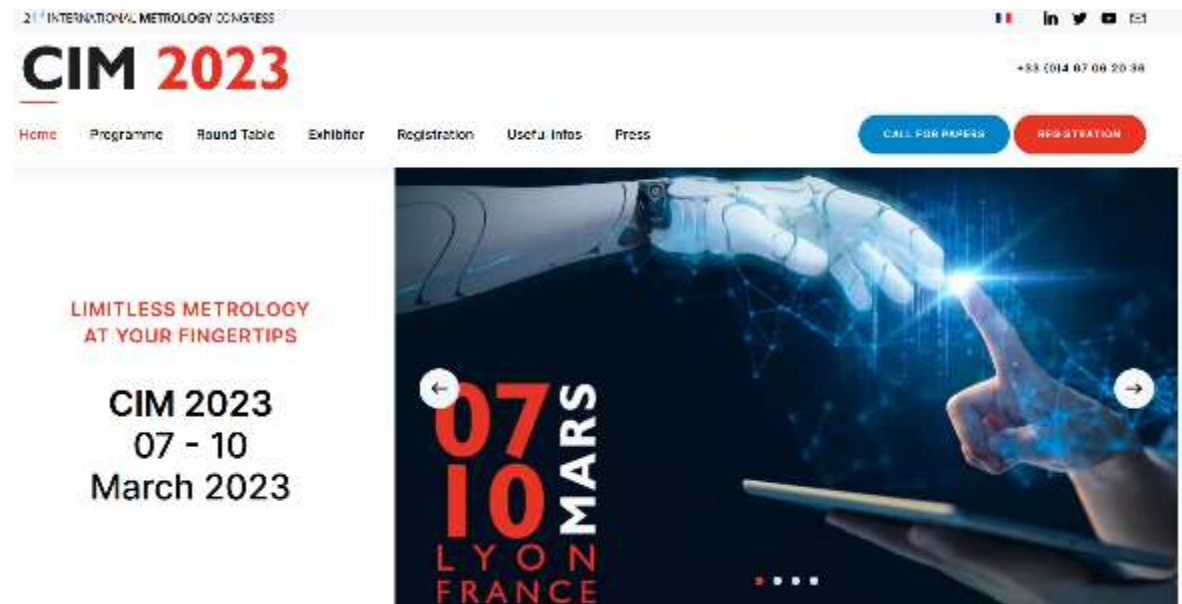 21st INTERNATIONAL METROLOGY CONGRESS
CIM 2023
Home Programme Round Table Exhibitor Registration Useful Infos Press
CALL FOR PAPERS REGISTRATION
LIMITLESS METROLOGY
AT YOUR FINGERTIPS
CIM 2023
07 - 10
March 2023
07
10
MARS
LYON
FRANCE